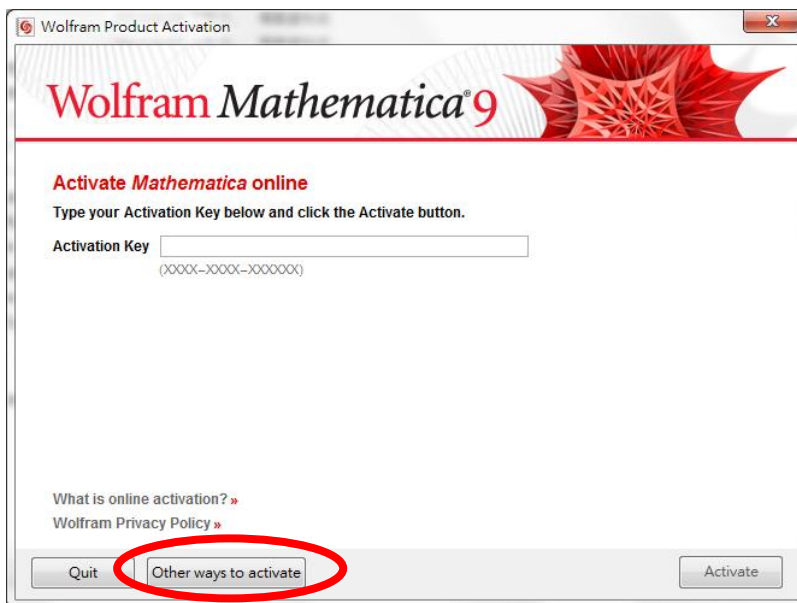 Wolfram Product Activation
Wolfram Mathematica® 9
Activate Mathematica online
Type your Activation Key below and click the Activate button.
Activation Key
(XXXX–XXXX–XXXXXX)
What is online activation? »
Wolfram Privacy Policy »
Quit Other ways to activate Activate